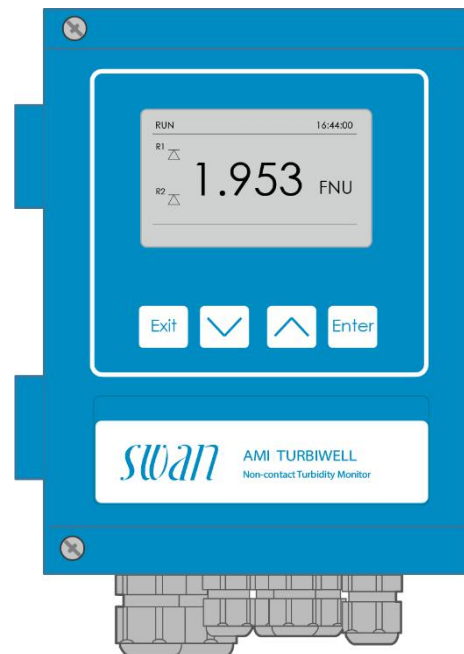 RUN 16:44:00
R1
1.953 FNU
R2
Exit Enter
swan AMI TURBIWELL
Non-contact Turbidity Monitor